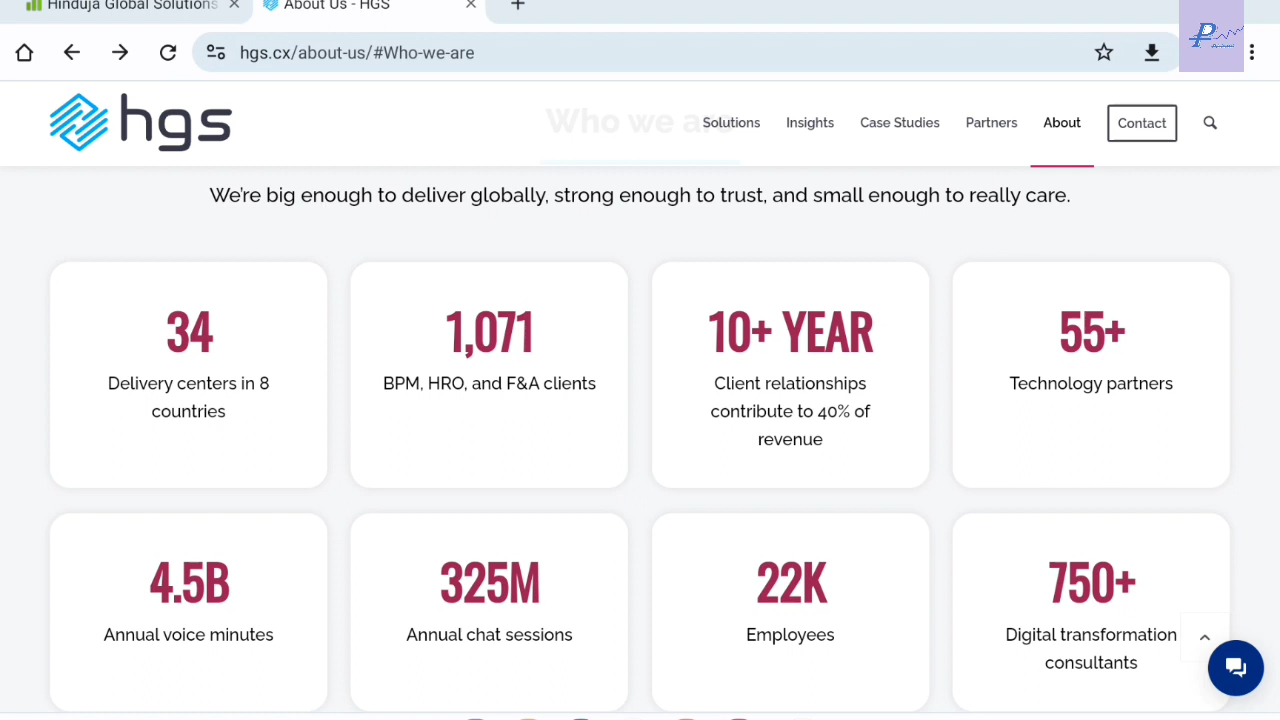 Hinduja Global Solutions
About Us - HGS
hgs.cx/about-us/#Who-we-are
hgs
Who we are
Solutions
Insights
Case Studies
Partners
About
Contact
We're big enough to deliver globally, strong enough to trust, and small enough to really care.
34
Delivery centers in 8
countries
1,071
BPM, HRO, and F&A clients
10+ YEAR
Client relationships
contribute to 40% of
revenue
55+
Technology partners
4.5B
Annual voice minutes
325M
Annual chat sessions
22K
Employees
750+
Digital transformation
consultants